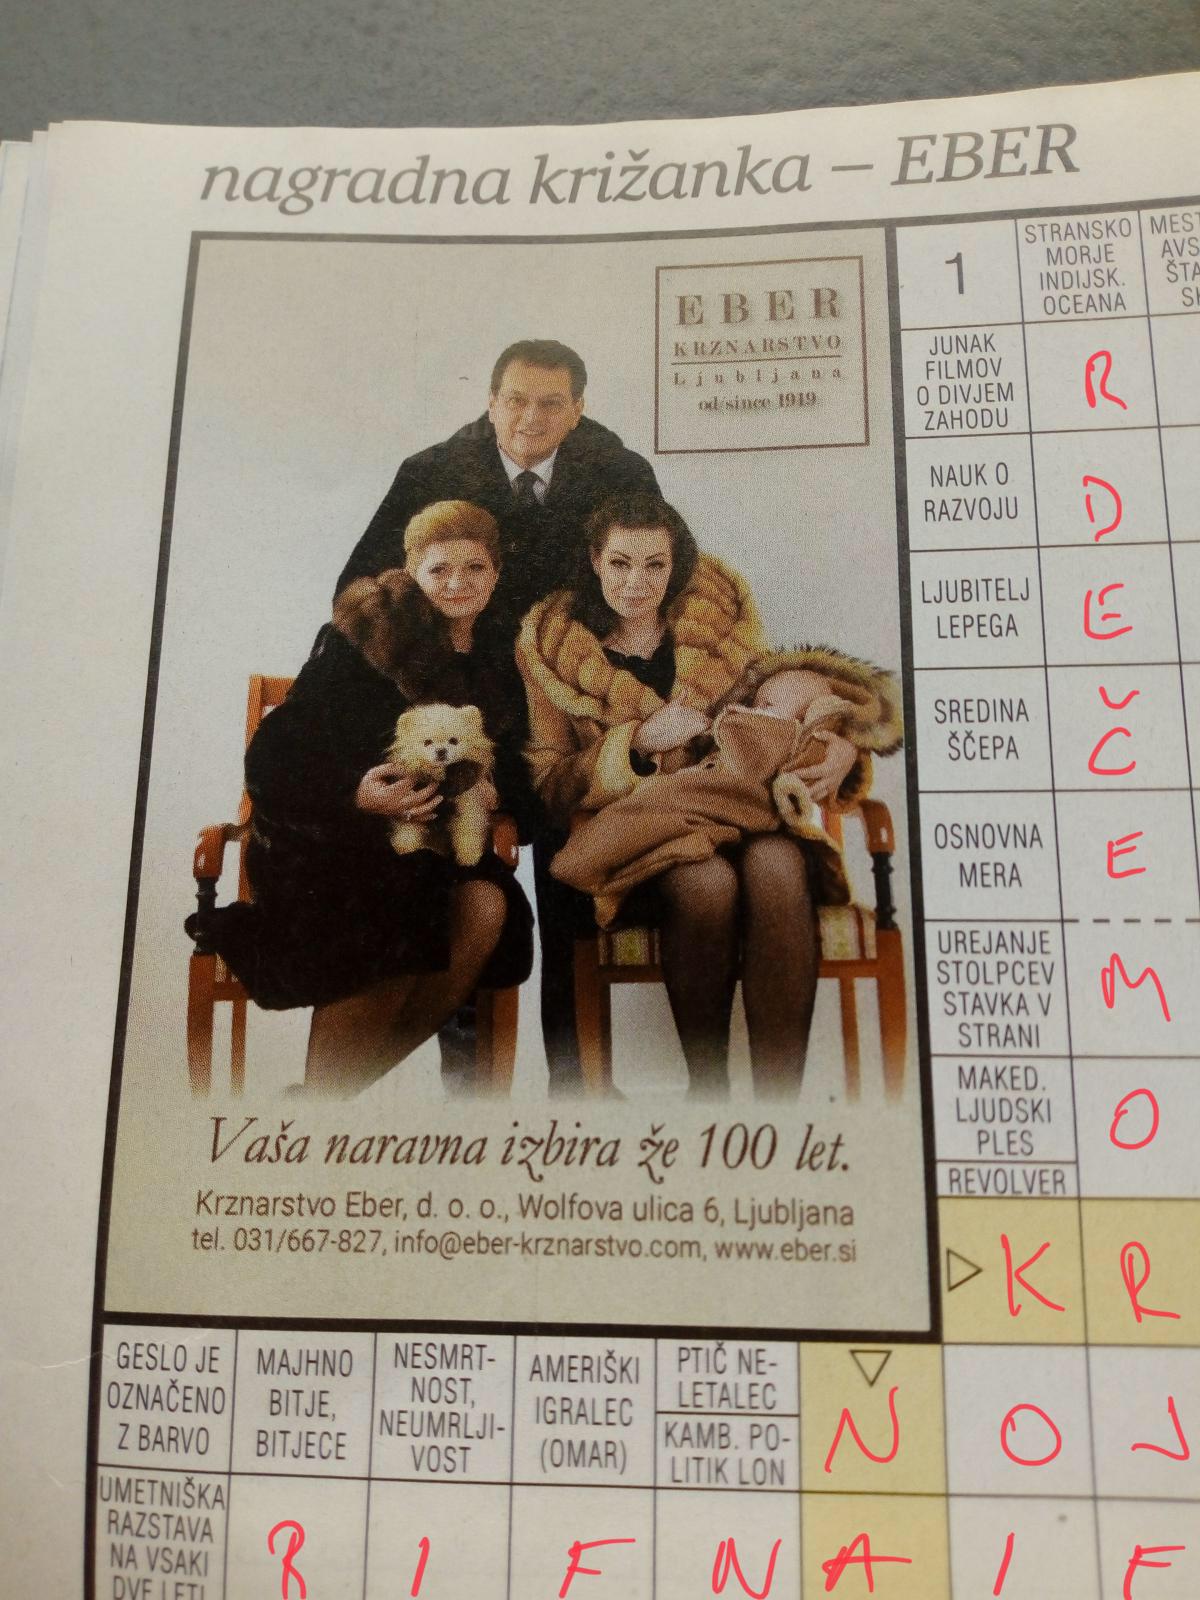 nagradna križanka – EBER
EBER
KRZNARSTVO
Ljubljana
od/since 1919
1
STRANSKO
MORJE
INDIJSK.
OCEANA
JUNAK
FILMOV
O DIVJEM
ZAHODU
R
NAUK O
RAZVOJU
D
LJUBITELJ
LEPEGA
E
SREDINA
ŠČEPA
Č
OSNOVNA
MERA
E
UREJANJE
STOLPCEV
STAVKA V
STRANI
M
MAKED.
LJUDSKI
PLES
O
REVOLVER
K R
Vaša naravna izbira že 100 let.
Krznarstvo Eber, d. o. o., Wolfova ulica 6, Ljubljana
tel. 031/667-827, info@eber-krznarstvo.com, www.eber.si
GESLO JE
OZNAČENO
Z BARVO
MAJHNO
BITJE,
BITJECE
NESMRT-
NOST,
NEUMRLJI-
VOST
AMERIŠKI
IGRALEC
(OMAR)
PTIČ NE-
LETALEC
KAMB. PO-
LITIK LON
N O J
UMETNIŠKA
RAZSTAVA
NA VSAKI
DVE LETI